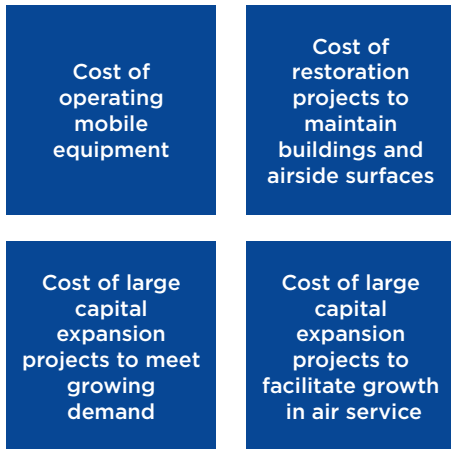 Cost of
operating
mobile
equipment
Cost of
restoration
projects to
maintain
buildings and
airside surfaces
Cost of large
capital
expansion
projects to meet
growing
demand
Cost of large
capital
expansion
projects to
facilitate growth
in air service